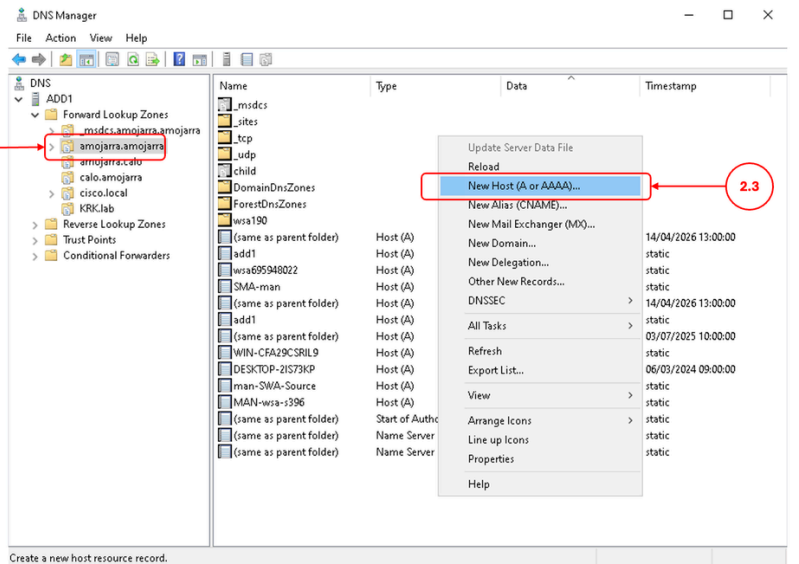 DNS Manager
File Action View Help
DNS
ADD1
Forward Lookup Zones
_msdcs.amojarra.amojarra
amojarra.amojarra
amojarra.calo
calo.amojarra
cisco.local
KRK.lab
Reverse Lookup Zones
Trust Points
Conditional Forwarders
Name Type Data Timestamp
_msdcs
_sites
_tcp
_udp
child
DomainDnsZones
ForestDnsZones
wsa190
(same as parent folder) Host (A) 14/04/2026 13:00:00
add1 Host (A) static
wsa695948022 Host (A) static
SMA-man Host (A) static
(same as parent folder) Host (A) 14/04/2026 13:00:00
add1 Host (A) static
(same as parent folder) Host (A) 03/07/2025 10:00:00
WIN-CFA29CSRIL9 Host (A) static
DESKTOP-2IS73KP Host (A) 06/03/2024 09:00:00
man-SWA-Source Host (A) static
MAN-wsa-s396 Host (A) static
(same as parent folder) Start of Autho static
(same as parent folder) Name Server static
(same as parent folder) Name Server static
Update Server Data File
Reload
New Host (A or AAAA)...
New Alias (CNAME)...
New Mail Exchanger (MX)...
New Domain...
New Delegation...
Other New Records...
DNSSEC
All Tasks
Refresh
Export List...
View
Arrange Icons
Line up Icons
Properties
Help
2.3
Create a new host resource record.